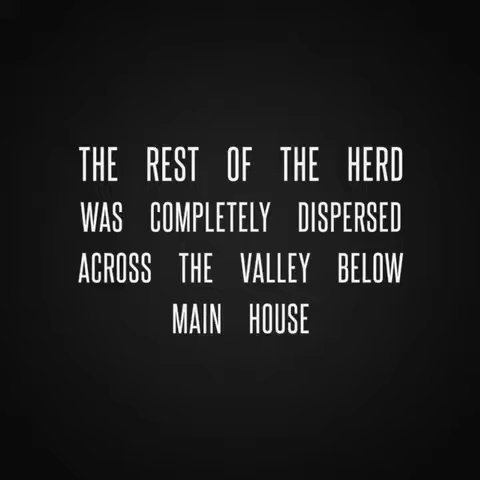 THE REST OF THE HERD
WAS COMPLETELY DISPERSED
ACROSS THE VALLEY BELOW
MAIN HOUSE